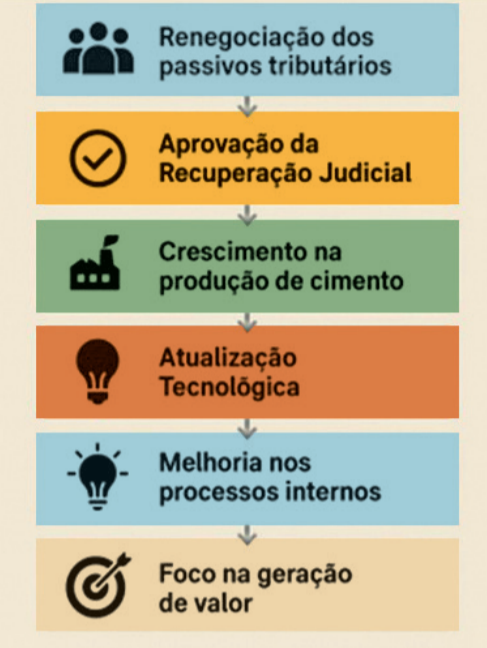 Renegociação dos
passivos tributários
Aprovação da
Recuperação Judicial
Crescimento na
produção de cimento
Atualização
Tecnológica
Melhoria nos
processos internos
Foco na geração
de valor